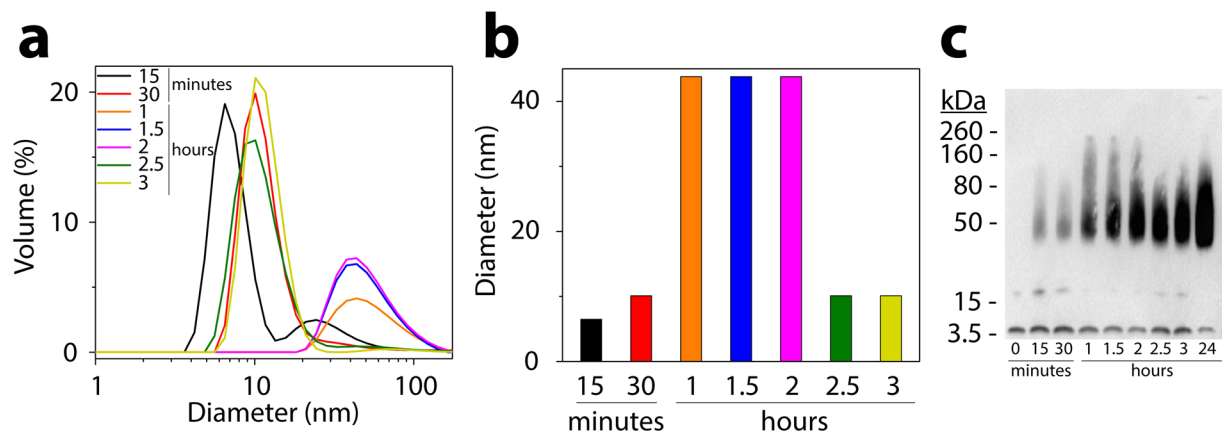 a
15
30
1
1.5
2
2.5
3
minutes
hours
Volume (%)
20
10
0
1
10
100
Diameter (nm)
b
Diameter (nm)
40
20
0
15 30 1 1.5 2 2.5 3
minutes hours
c
kDa
260 -
160 -
80 -
50 -
15 -
3.5 -
0 15 30 1 1.5 2 2.5 3 24
minutes hours